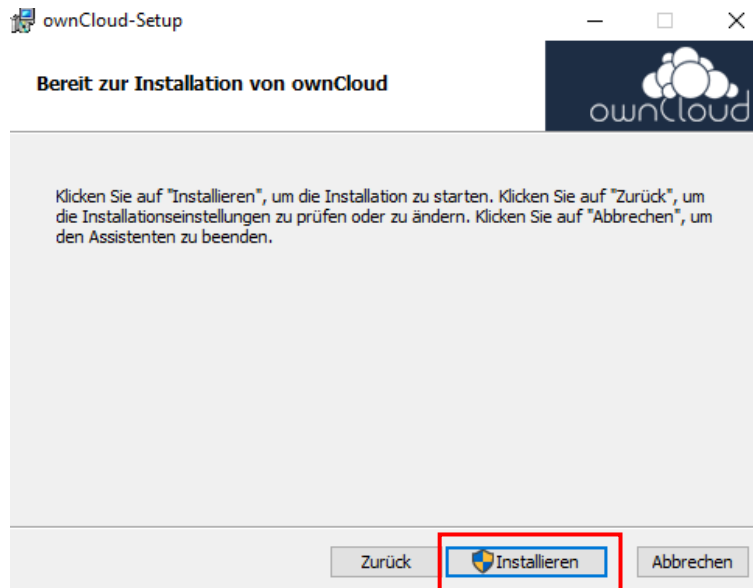 ownCloud-Setup
Bereit zur Installation von ownCloud
ownCloud
Klicken Sie auf "Installieren", um die Installation zu starten. Klicken Sie auf "Zurück", um
die Installationseinstellungen zu prüfen oder zu ändern. Klicken Sie auf "Abbrechen", um
den Assistenten zu beenden.
Zurück
Installieren
Abbrechen